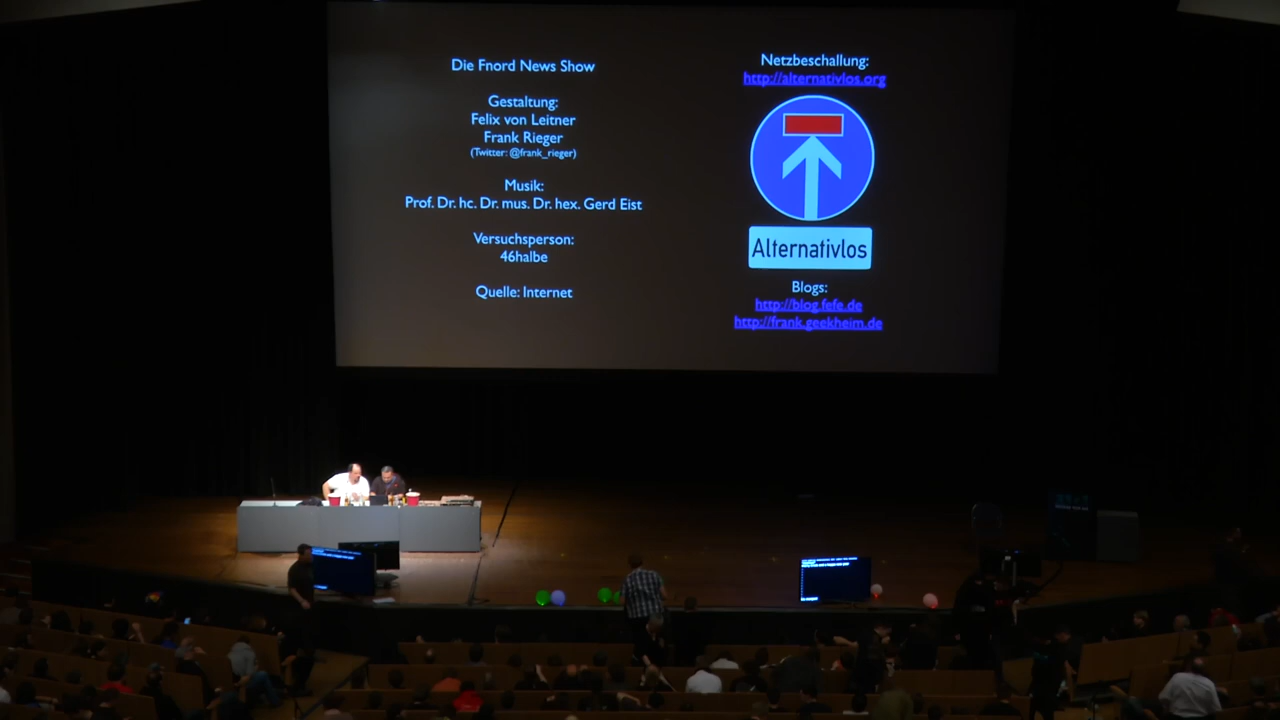 Die Fnord News Show
Gestaltung:
Felix von Leitner
Frank Rieger
(Twitter: @frank_rieger)
Musik:
Prof. Dr. hc. Dr. mus. Dr. hex. Gerd Eist
Versuchsperson:
46halbe
Quelle: Internet
Netzbeschallung:
http://alternativlos.org
Alternativlos
Blogs:
http://blog.fefe.de
http://frank.geekheim.de